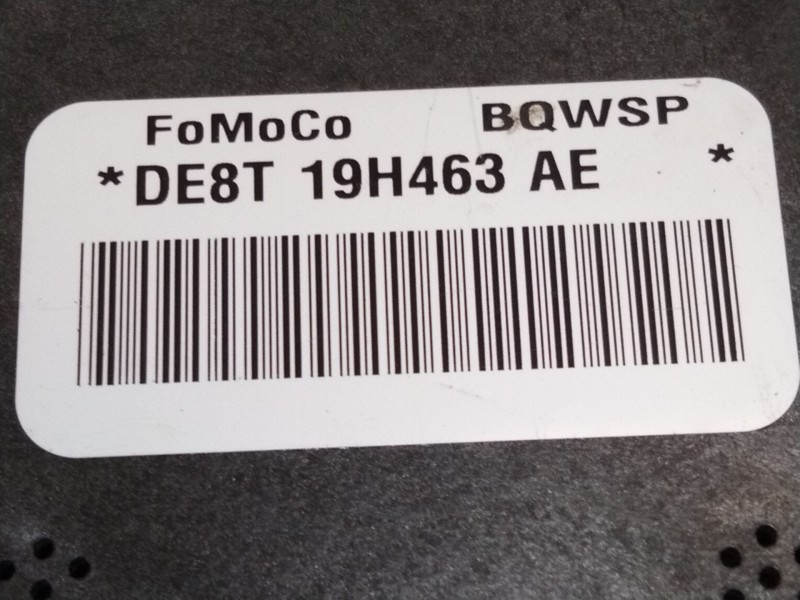 FoMoCo BQWSP
*DE8T 19H463 AE *